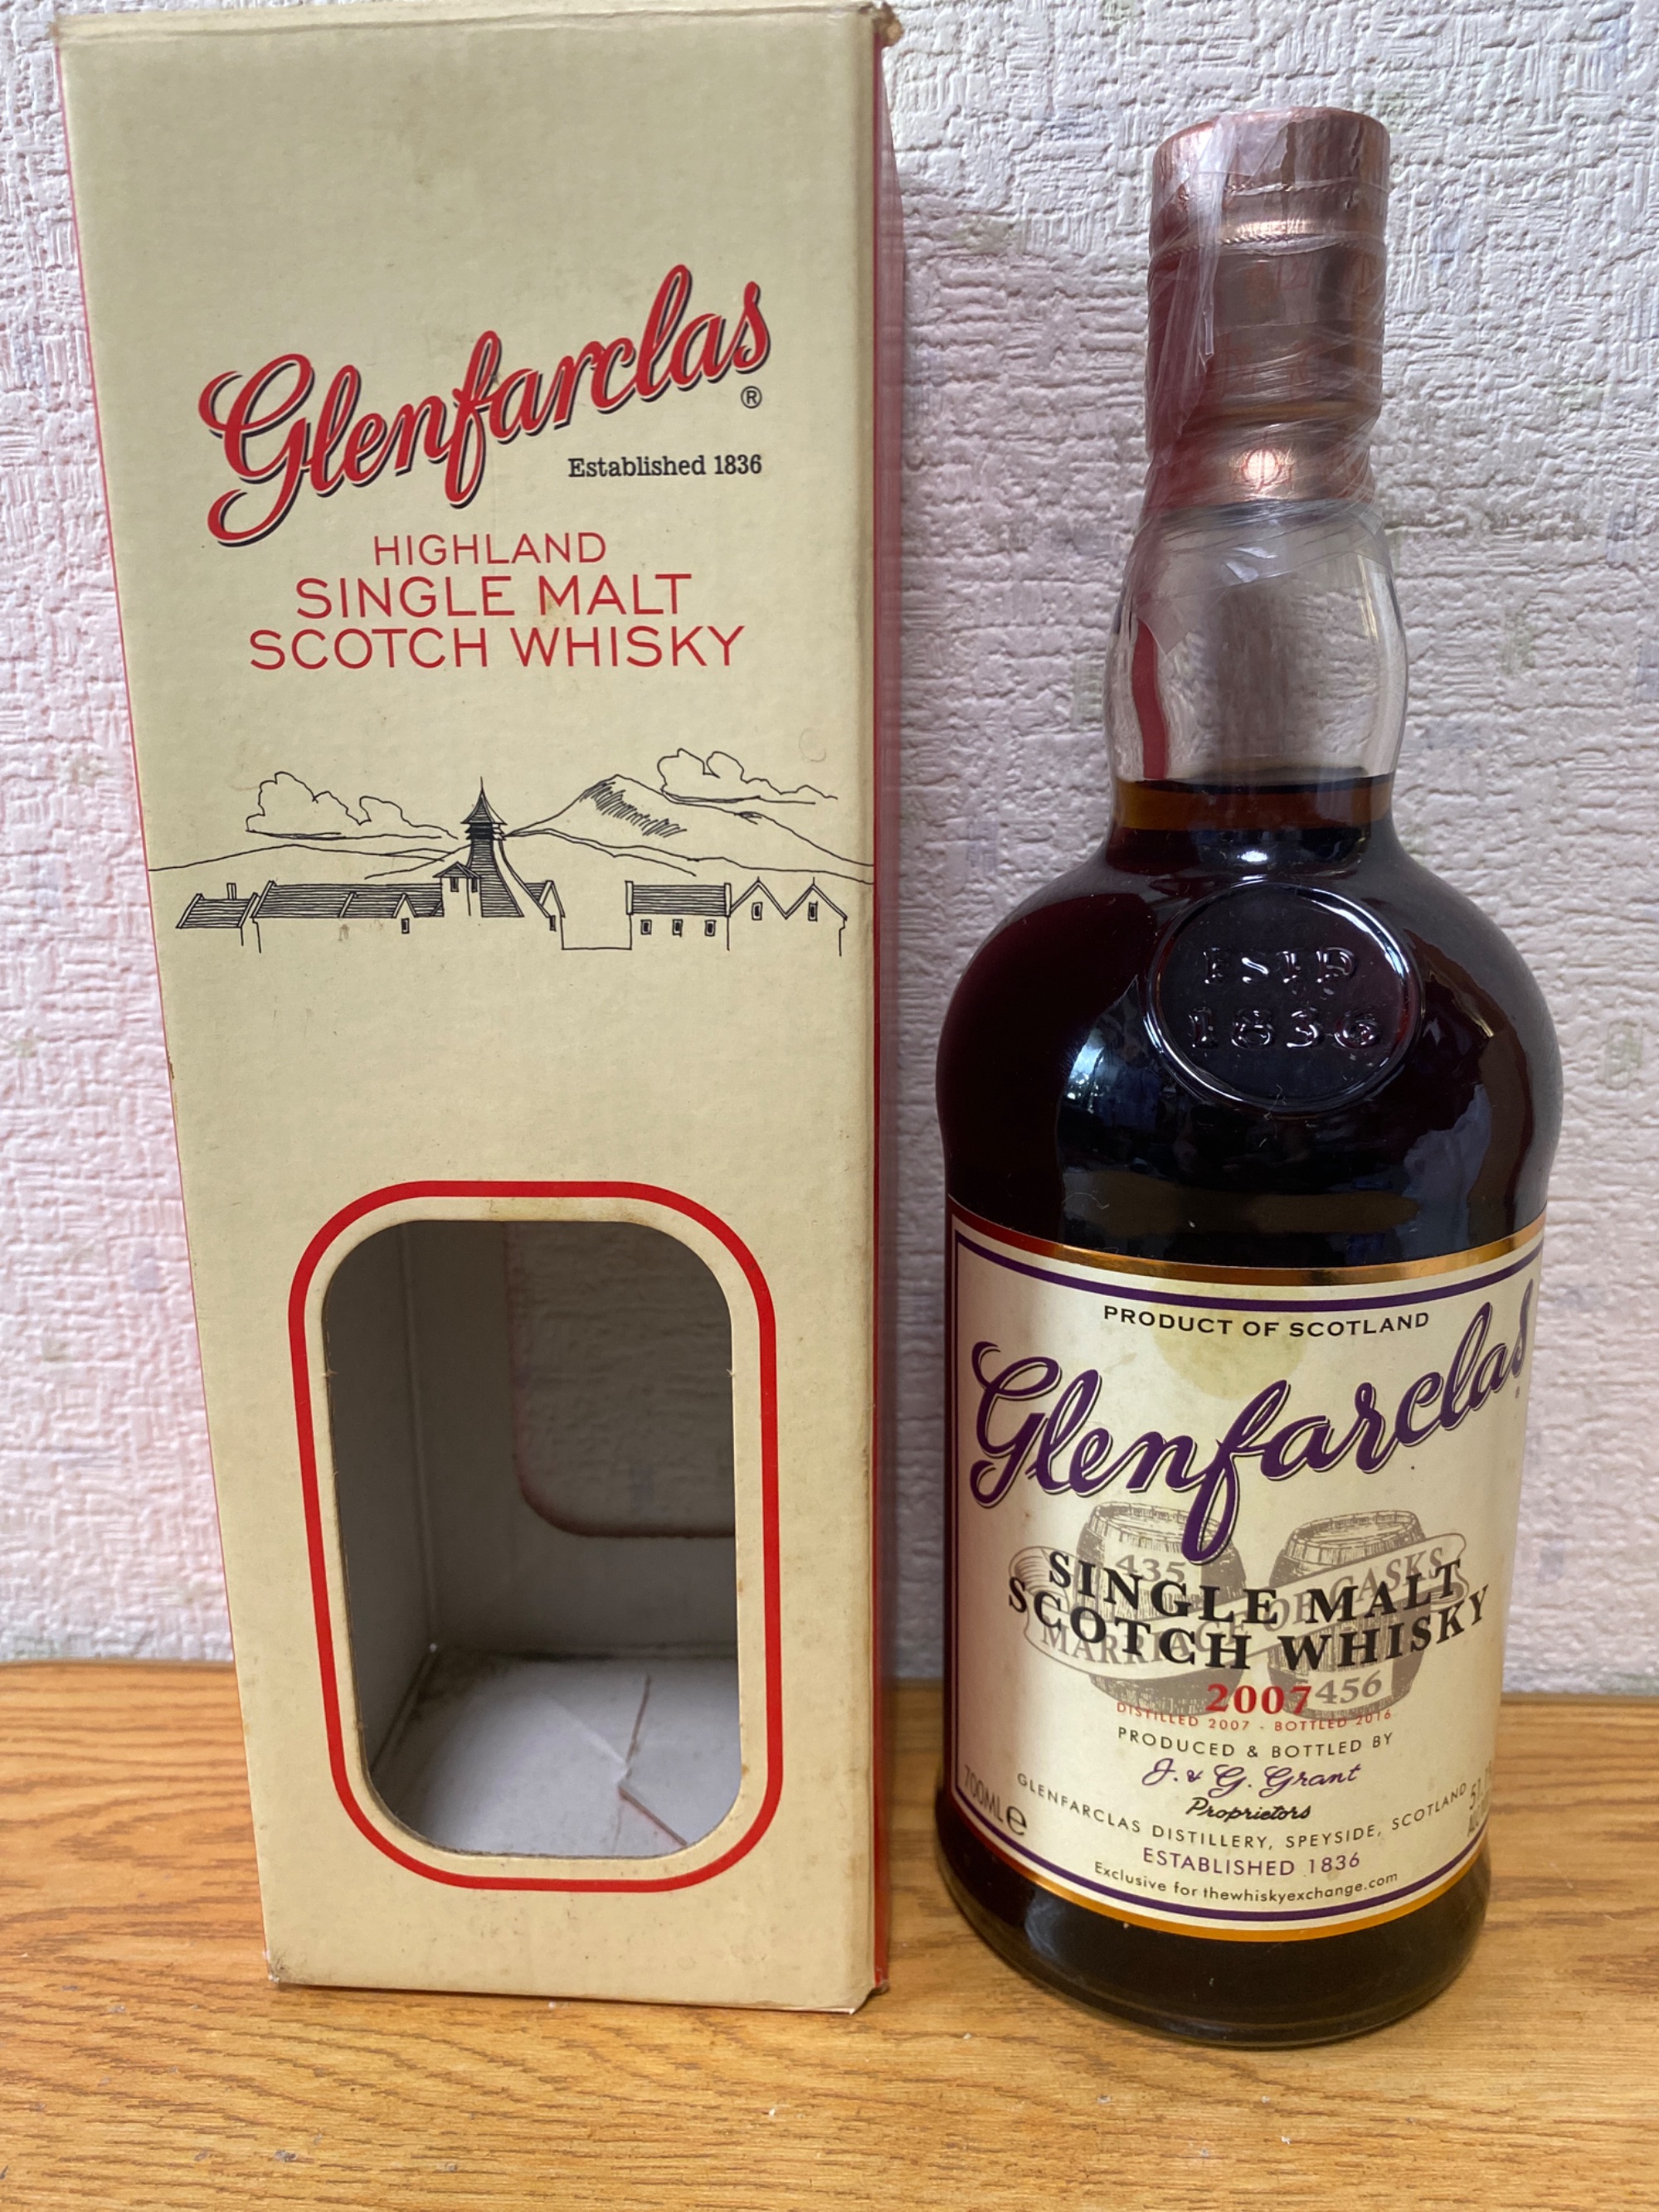 Glenfarclas
®
Established 1836
HIGHLAND
SINGLE MALT
SCOTCH WHISKY
ESTD
1836
PRODUCT OF SCOTLAND
Glenfarclas
435
MARRIAGE OF CASKS
SINGLE MALT
SCOTCH WHISKY
2007
456
DISTILLED 2007 - BOTTLED 2016
PRODUCED & BOTTLED BY
J. & G. Grant
Proprietors
700ML e
GLENFARCLAS DISTILLERY, SPEYSIDE, SCOTLAND
ESTABLISHED 1836
Exclusive for thewhiskyexchange.com